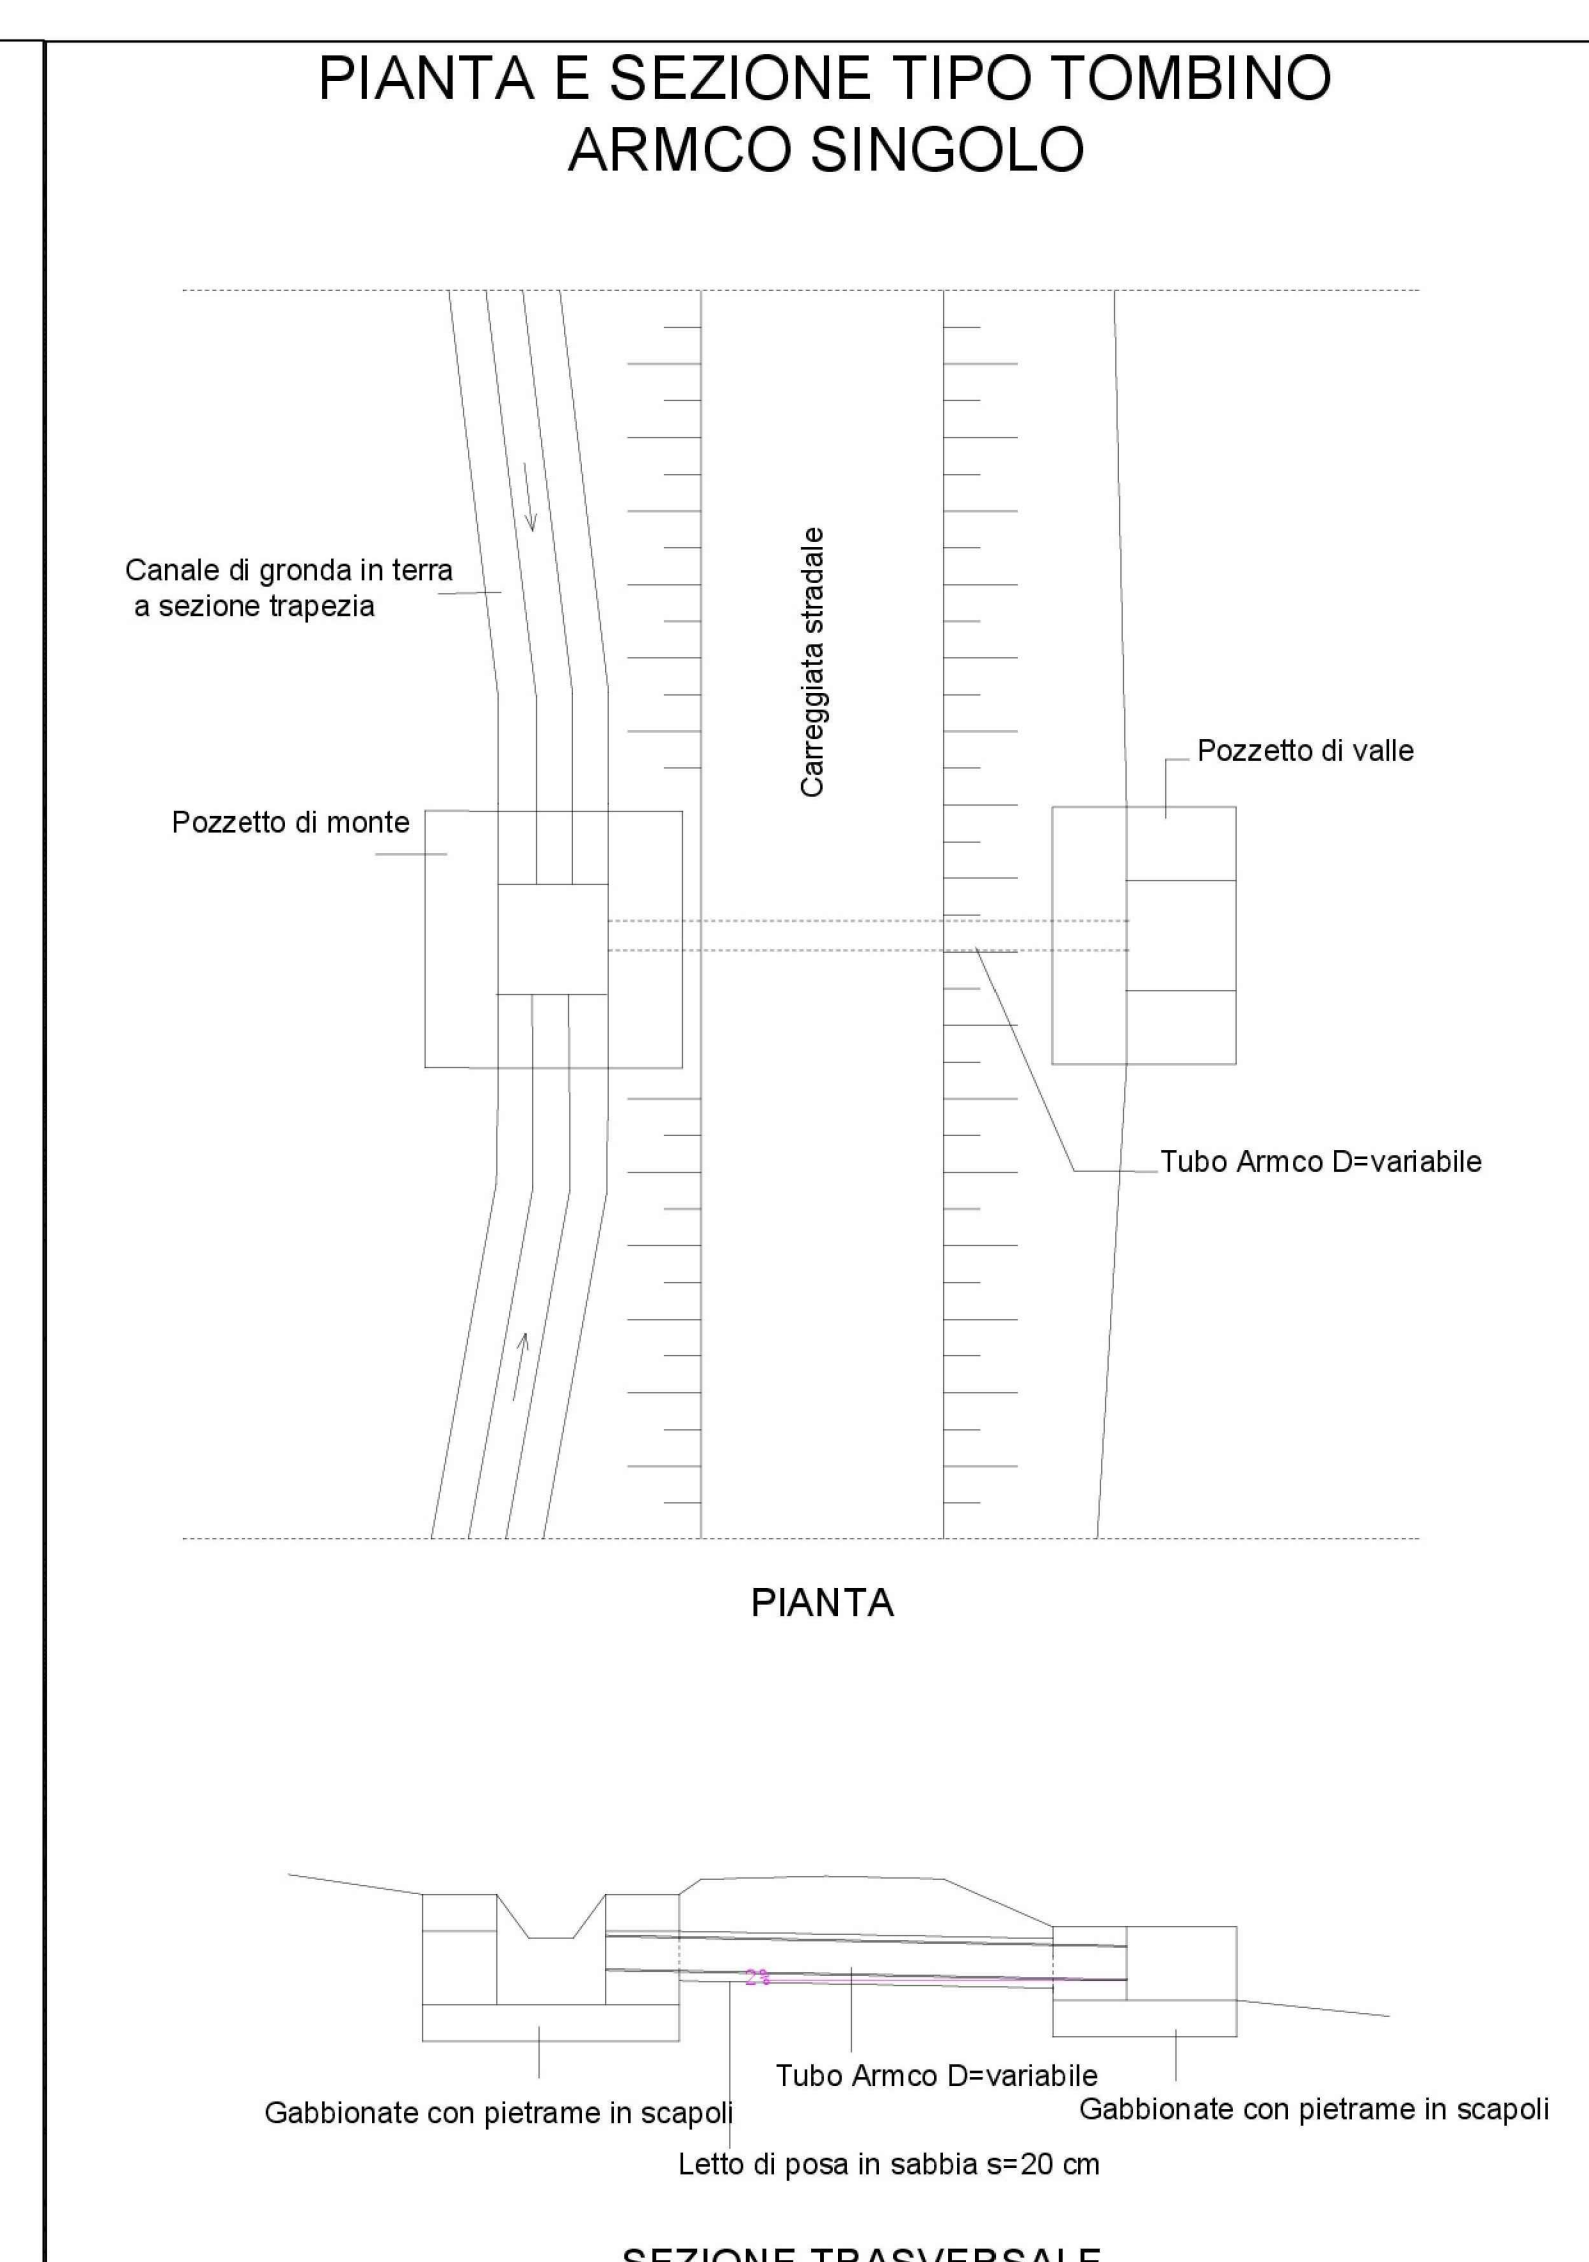 PIANTA E SEZIONE TIPO TOMBINO
ARMCO SINGOLO
Canale di gronda in terra
a sezione trapezia
Carreggiata stradale
Pozzetto di valle
Pozzetto di monte
Tubo Armco D=variabile
PIANTA
2%
Tubo Armco D=variabile
Gabbionate con pietrame in scapoli
Gabbionate con pietrame in scapoli
Letto di posa in sabbia s=20 cm
SEZIONE TRASVERSALE